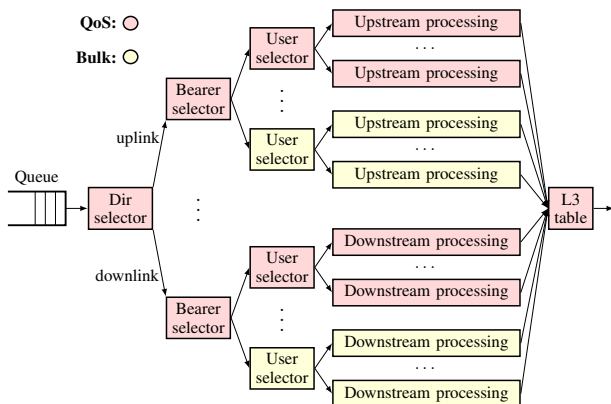 QoS:
Bulk:
Queue
Dir
selector
uplink
downlink
...
Bearer
selector
User
selector
...
User
selector
Upstream processing
...
Upstream processing
Upstream processing
...
Upstream processing
Bearer
selector
User
selector
...
User
selector
Downstream processing
...
Downstream processing
Downstream processing
...
Downstream processing
L3
table